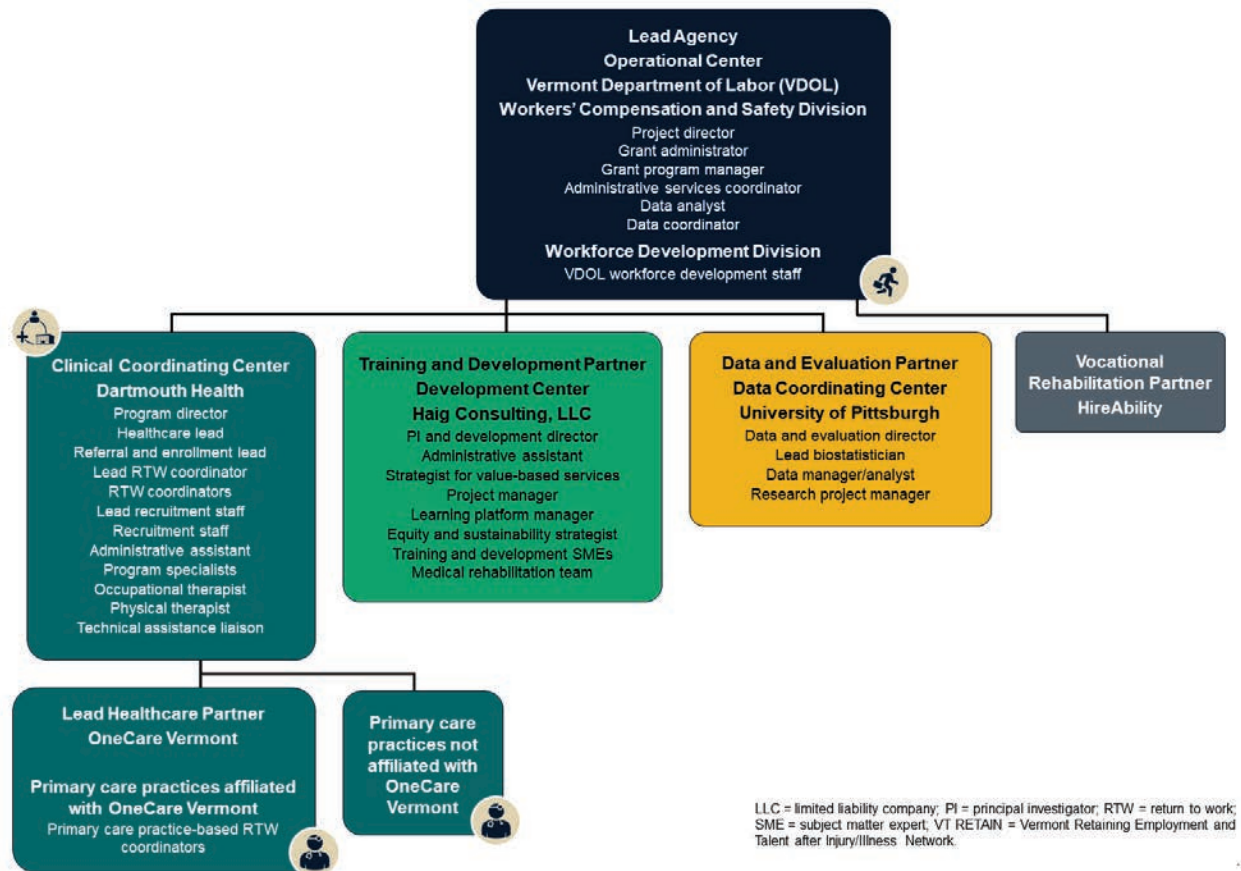 Lead Agency
Operational Center
Vermont Department of Labor (VDOL)
Workers' Compensation and Safety Division
Project director
Grant administrator
Grant program manager
Administrative services coordinator
Data analyst
Data coordinator
Workforce Development Division
VDOL workforce development staff
Clinical Coordinating Center
Dartmouth Health
Program director
Healthcare lead
Referral and enrollment lead
Lead RTW coordinator
RTW coordinators
Lead recruitment staff
Recruitment staff
Administrative assistant
Program specialists
Occupational therapist
Physical therapist
Technical assistance liaison
Training and Development Partner
Development Center
Haig Consulting, LLC
PI and development director
Administrative assistant
Strategist for value-based services
Project manager
Learning platform manager
Equity and sustainability strategist
Training and development SMEs
Medical rehabilitation team
Data and Evaluation Partner
Data Coordinating Center
University of Pittsburgh
Data and evaluation director
Lead biostatistician
Data manager/analyst
Research project manager
Vocational
Rehabilitation Partner
HireAbility
Lead Healthcare Partner
OneCare Vermont
Primary care practices affiliated
with OneCare Vermont
Primary care practice-based RTW
coordinators
Primary care
practices not
affiliated with
OneCare
Vermont
LLC = limited liability company; PI = principal investigator; RTW = return to work;
SME = subject matter expert; VT RETAIN = Vermont Retaining Employment and
Talent after Injury/Illness Network.